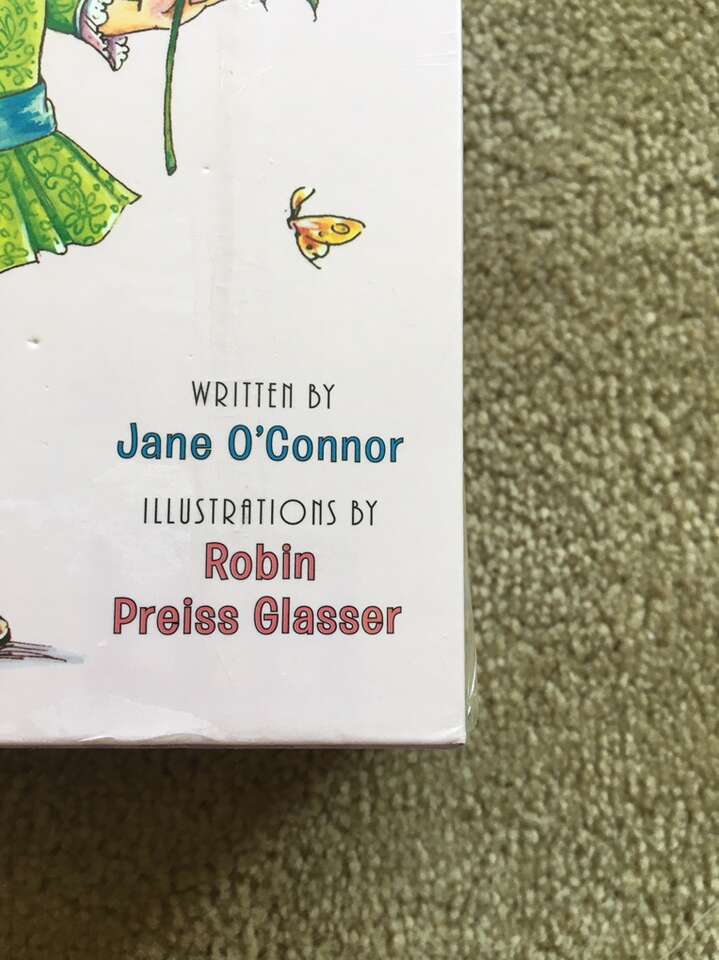 WRITTEN BY
Jane O'Connor
ILLUSTRATIONS BY
Robin
Preiss Glasser